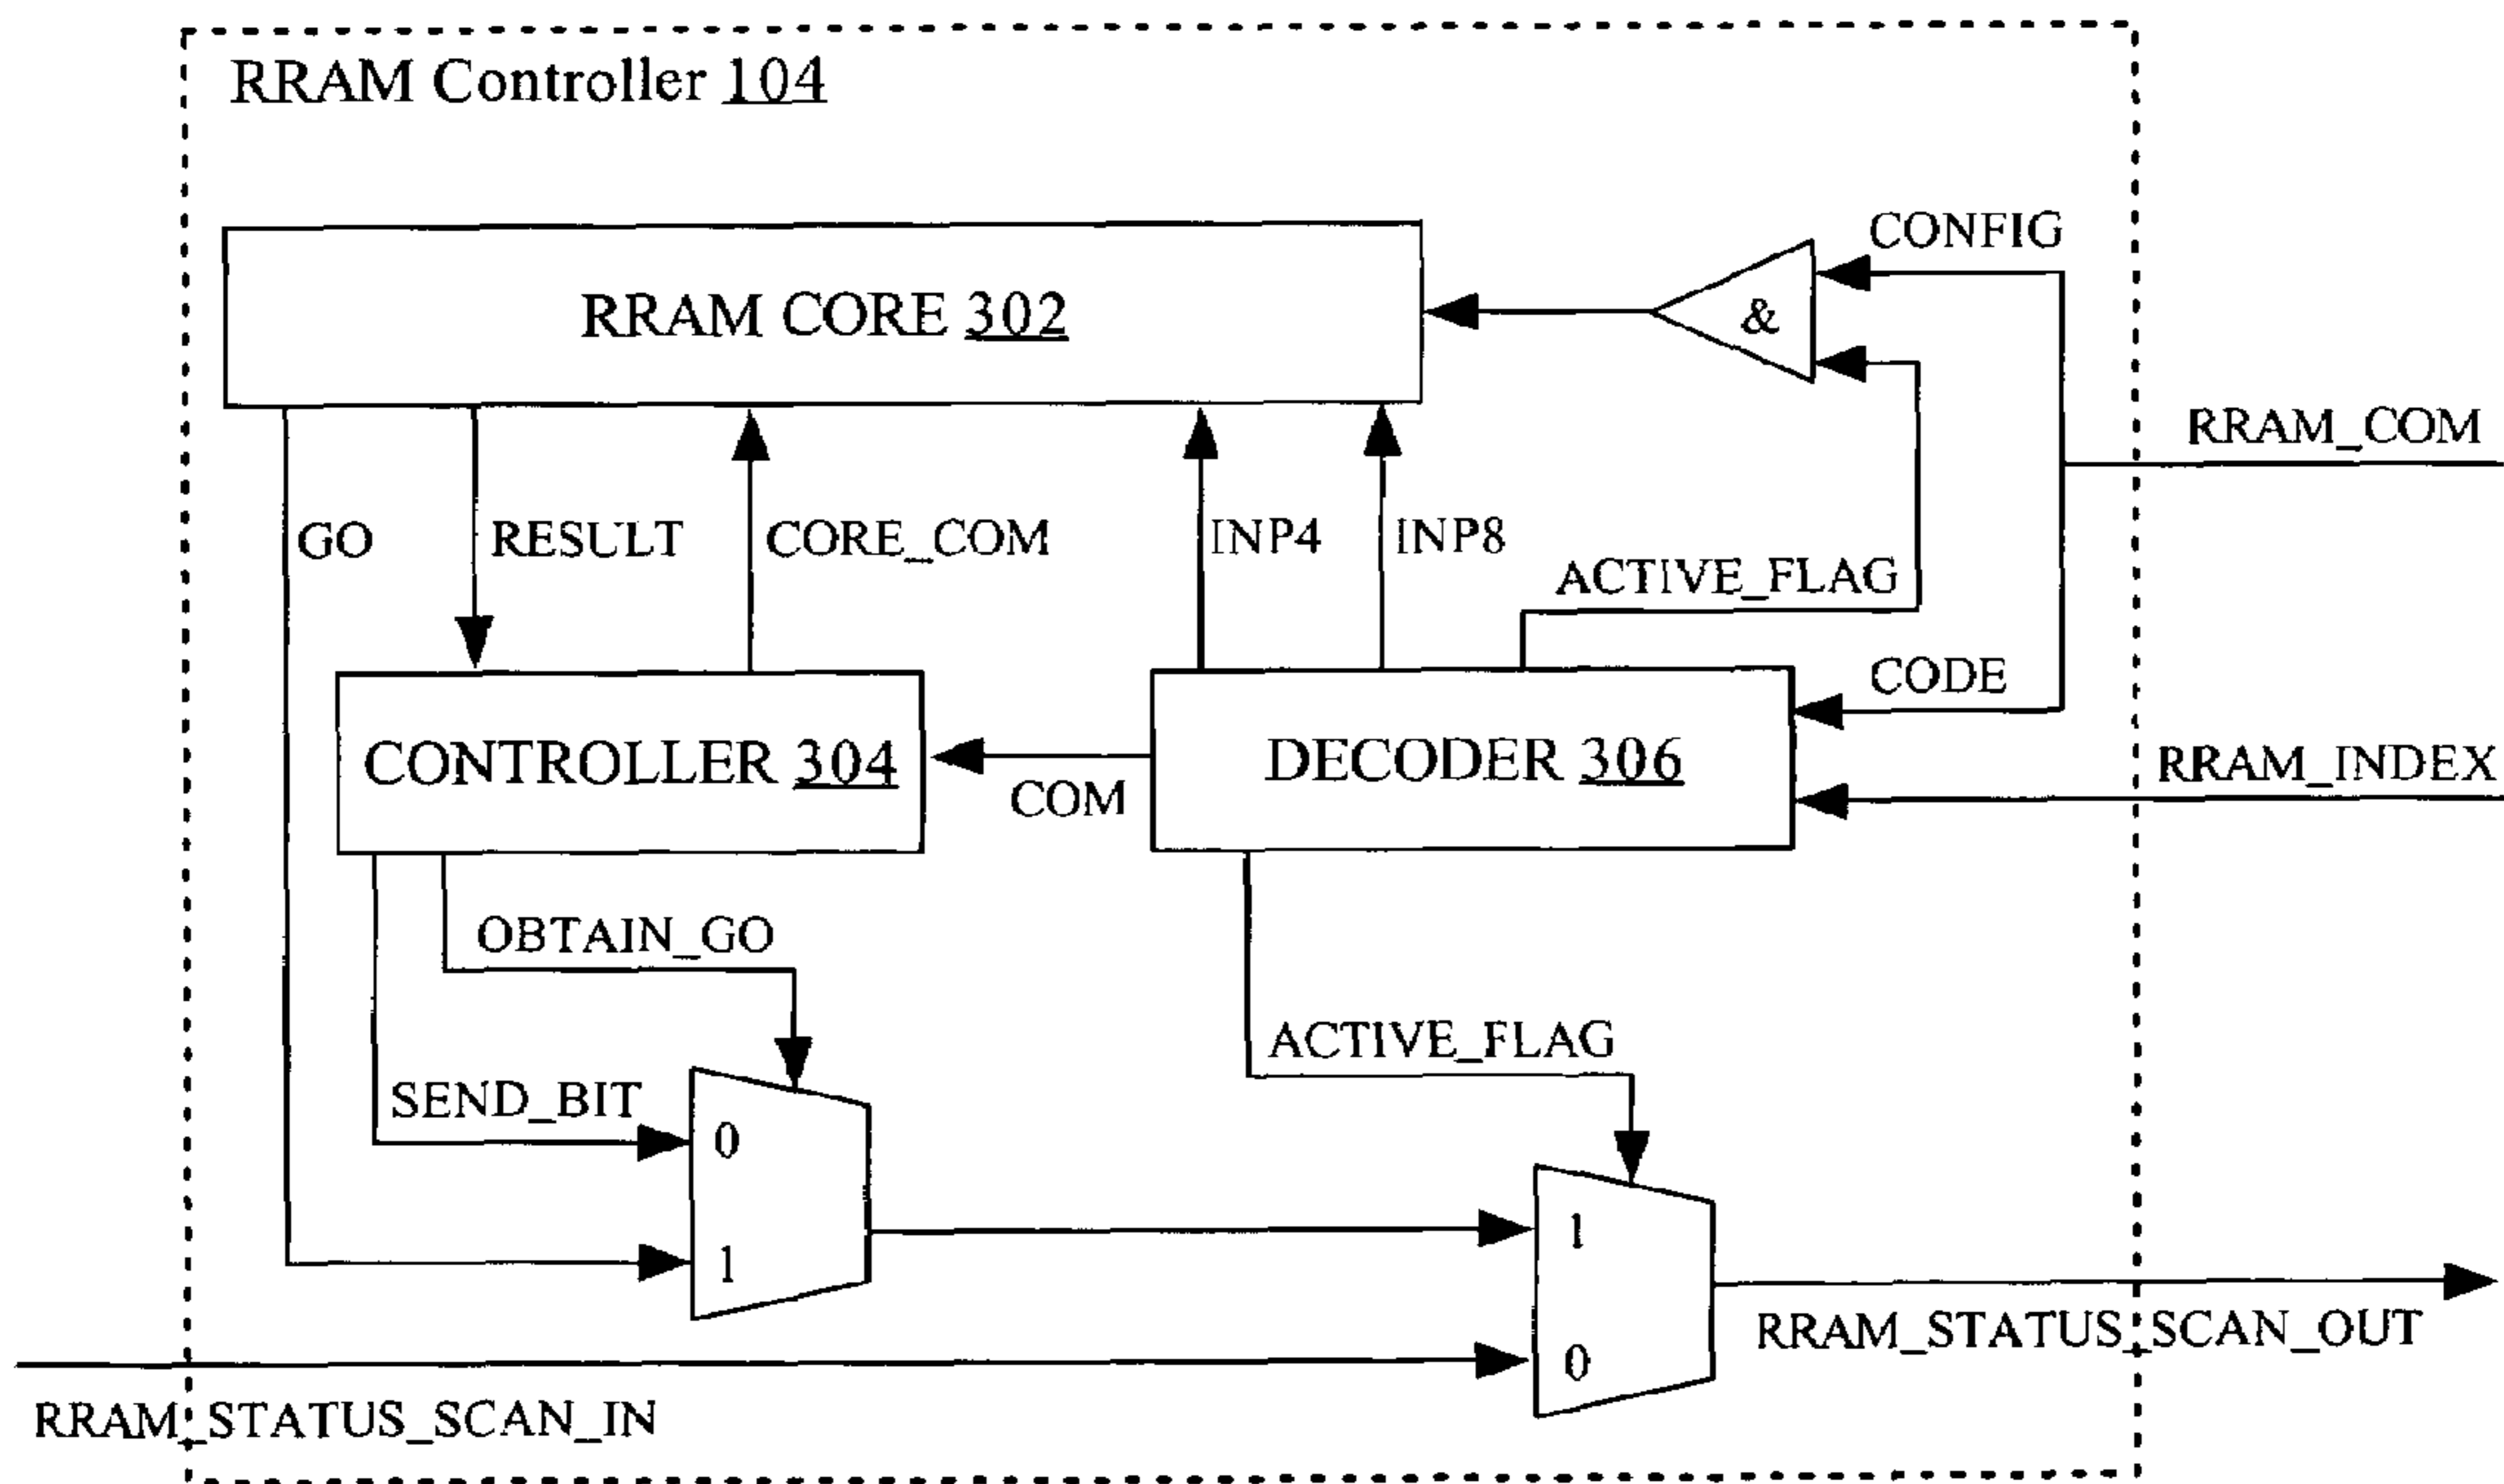 RRAM Controller 104
CONFIG
RRAM CORE 302
&
RRAM_COM
GO
RESULT
CORE_COM
INP4
INP8
ACTIVE_FLAG
CODE
CONTROLLER 304
COM
DECODER 306
RRAM_INDEX
OBTAIN_GO
ACTIVE_FLAG
SEND_BIT
0
1
1
0
RRAM_STATUS_SCAN_OUT
RRAM_STATUS_SCAN_IN